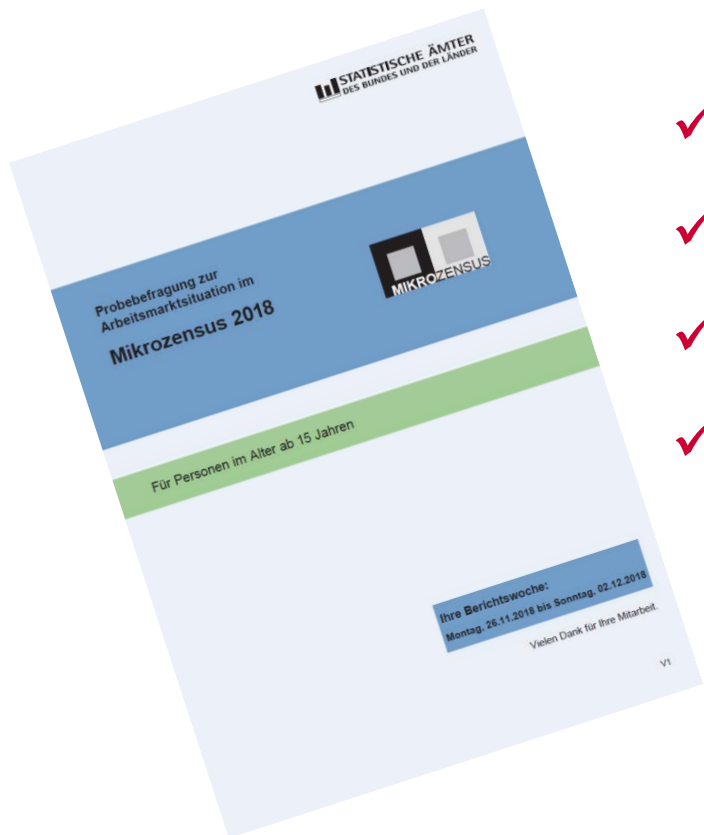 STATISTISCHE ÄMTER
DES BUNDES UND DER LÄNDER
Probebefragung zur
Arbeitsmarktsituation im
Mikrozensus 2018
MIKROZENSUS
Für Personen im Alter ab 15 Jahren
Ihre Berichtswoche:
Montag, 26.11.2018 bis Sonntag, 02.12.2018
Vielen Dank für Ihre Mitarbeit.
V1